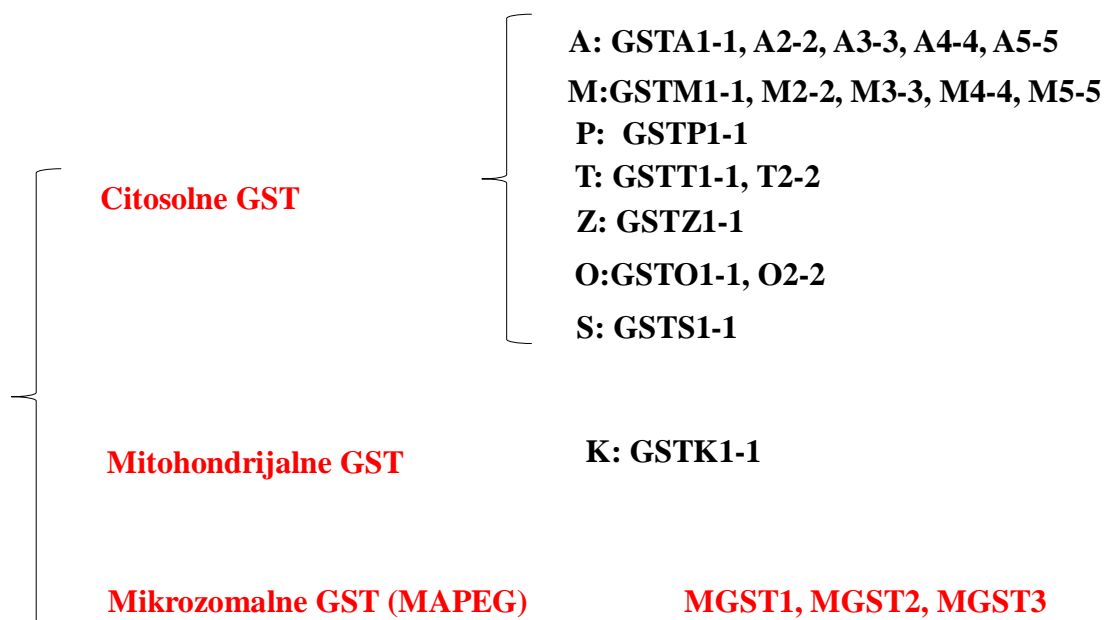 A: GSTA1-1, A2-2, A3-3, A4-4, A5-5
M:GSTM1-1, M2-2, M3-3, M4-4, M5-5
P: GSTP1-1
Citosolne GST
T: GSTT1-1, T2-2
Z: GSTZ1-1
O:GSTO1-1, O2-2
S: GSTS1-1
Mitohondrijalne GST
K: GSTK1-1
Mikrozomalne GST (MAPEG)
MGST1, MGST2, MGST3